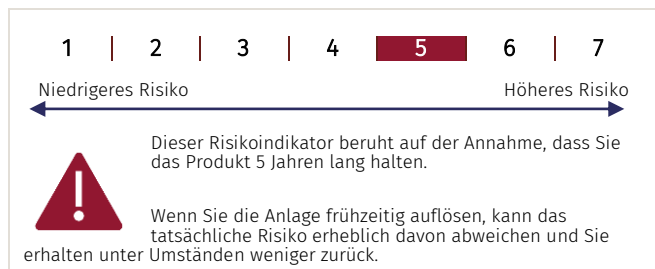 1 2 3 4 5 6 7
Niedrigeres Risiko Höheres Risiko
Dieser Risikoindikator beruht auf der Annahme, dass Sie
das Produkt 5 Jahren lang halten.
Wenn Sie die Anlage frühzeitig auflösen, kann das
tatsächliche Risiko erheblich davon abweichen und Sie
erhalten unter Umständen weniger zurück.